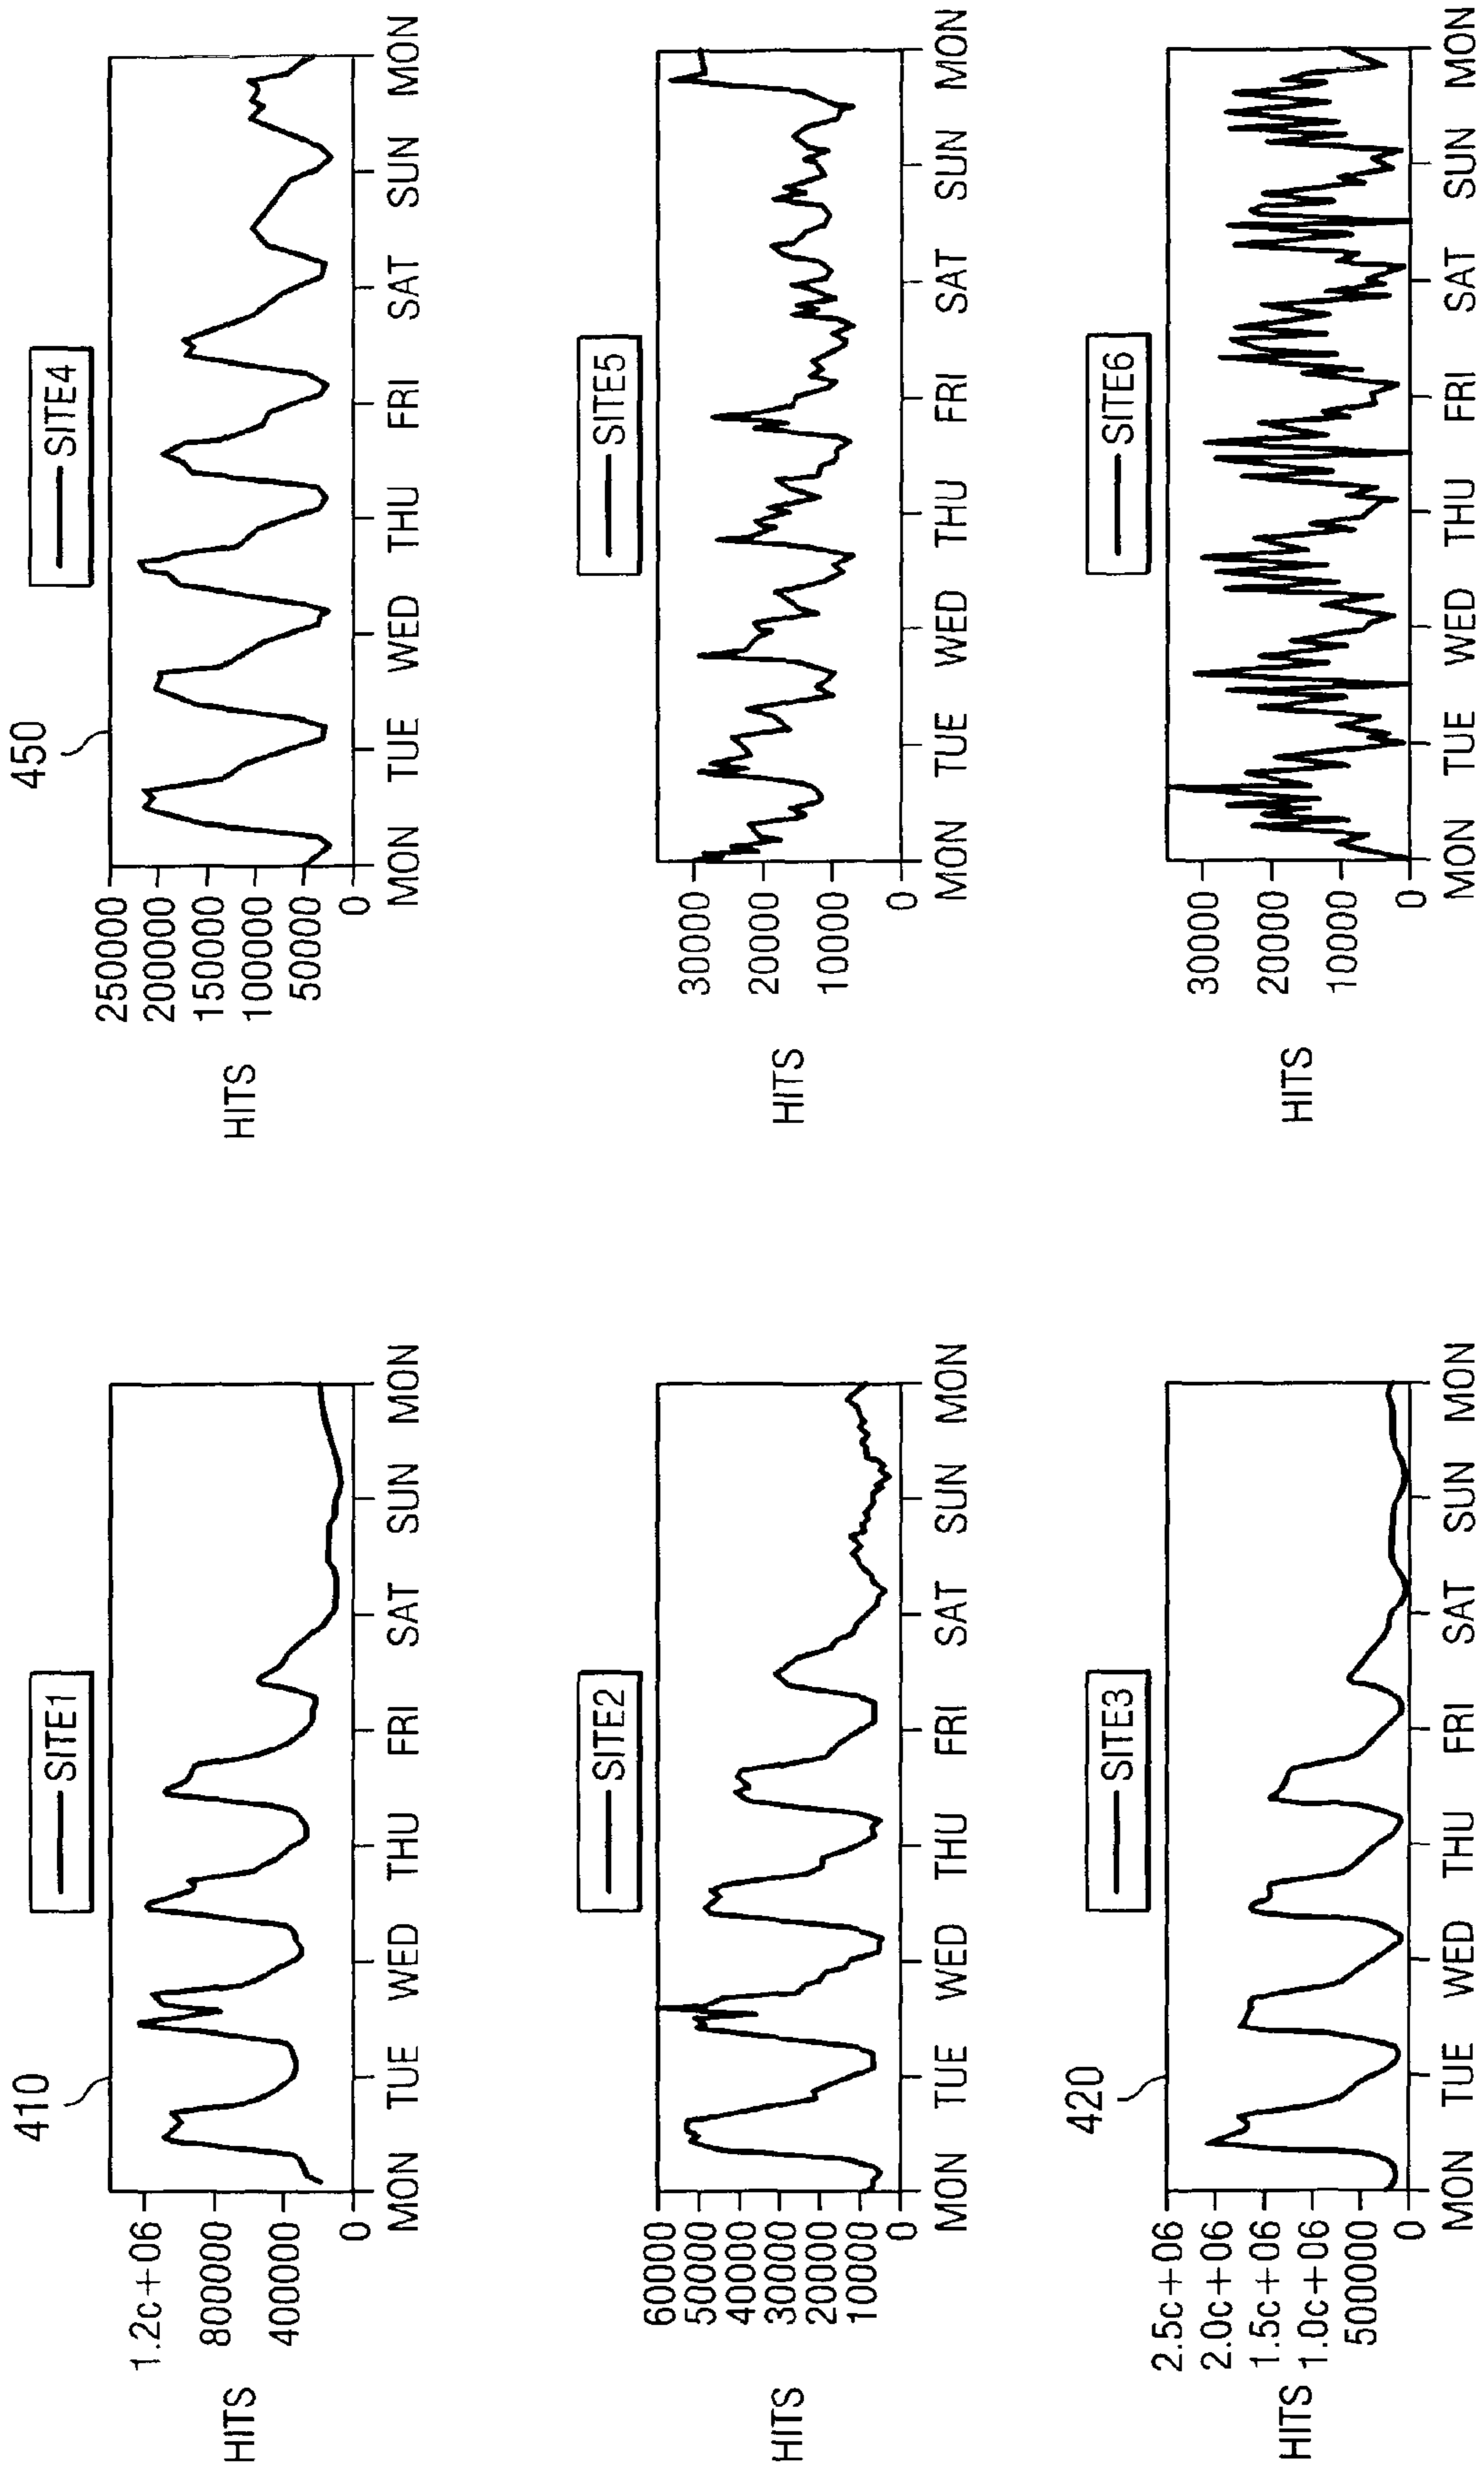 410
SITE1
HITS
1.2c+06
800000
400000
0
MON TUE WED THU FRI SAT SUN MON
SITE2
HITS
60000
50000
40000
30000
20000
10000
0
MON TUE WED THU FRI SAT SUN MON
420
SITE3
HITS
2.5c+06
2.0c+06
1.5c+06
1.0c+06
500000
0
MON TUE WED THU FRI SAT SUN MON
450
SITE4
HITS
250000
200000
150000
100000
50000
0
MON TUE WED THU FRI SAT SUN MON
SITE5
HITS
30000
20000
10000
0
MON TUE WED THU FRI SAT SUN MON
SITE6
HITS
30000
20000
10000
0
MON TUE WED THU FRI SAT SUN MON